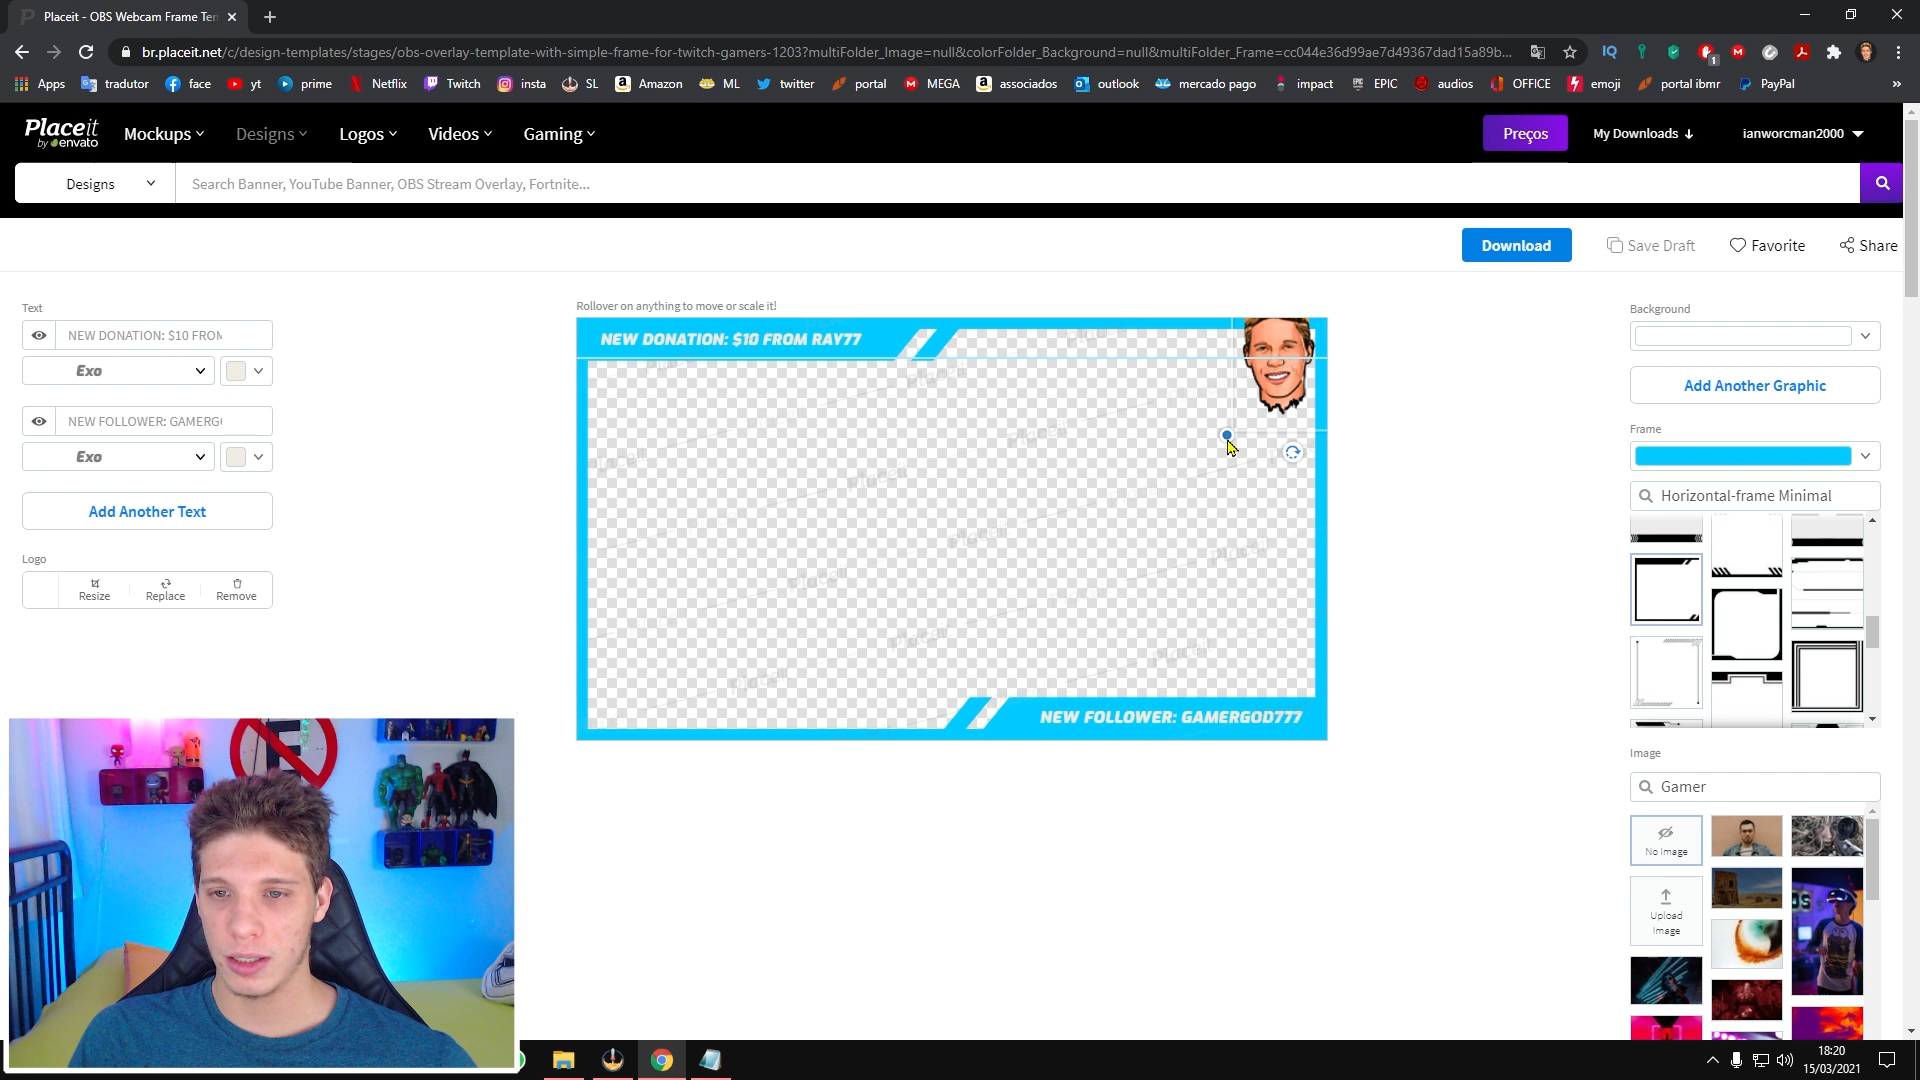 Placeit - OBS Webcam Frame Ten
br.placeit.net/c/design-templates/stages/obs-overlay-template-with-simple-frame-for-twitch-gamers-1203?multiFolder_Image=null&colorFolder_Background=null&multiFolder_Frame=cc044e36d99ae7d49367dad15a89b...
Apps tradutor face yt prime Netflix Twitch insta SL Amazon ML twitter portal MEGA associados outlook mercado pago impact EPIC audios OFFICE emoji portal ibmr PayPal »
Placeit by envato Mockups Designs Logos Videos Gaming Preços My Downloads ianworcman2000
Designs Search Banner, YouTube Banner, OBS Stream Overlay, Fortnite...
Download Save Draft Favorite Share
Text
NEW DONATION: $10 FROM
Exo
NEW FOLLOWER: GAMERG
Exo
Add Another Text
Logo
Resize Replace Remove
Rollover on anything to move or scale it!
NEW DONATION: $10 FROM RAY77
NEW FOLLOWER: GAMERGOD777
Background
Add Another Graphic
Frame
Horizontal-frame Minimal
Image
Gamer
No Image
Upload
Image
18:20
15/03/2021